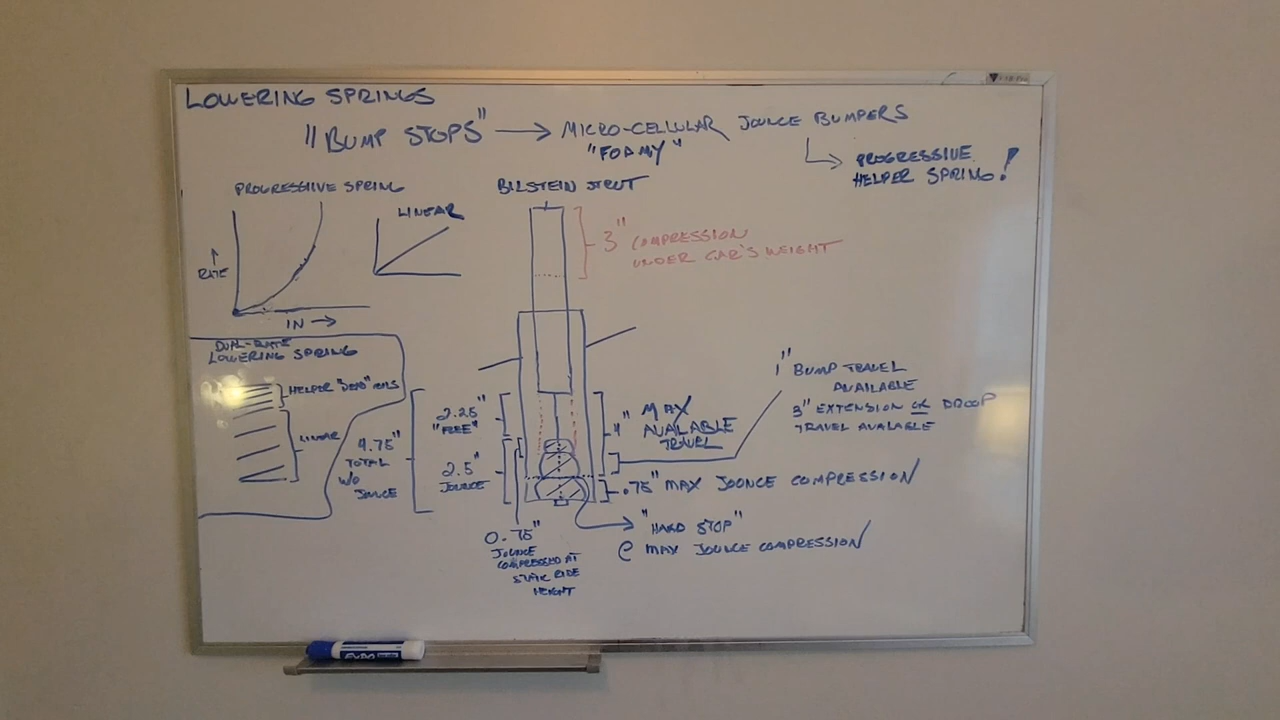 LOWERING SPRINGS
"BUMP STOPS" → MICRO-CELLULAR JOUNCE BUMPERS
"FOAMY"
PROGRESSIVE
HELPER SPRING!
PROGRESSIVE SPRING
LINEAR
↑
RATE
IN →
BILSTEIN STRUT
3" COMPRESSION
UNDER CAR'S WEIGHT
DUAL-RATE
LOWERING SPRING
HELPER "DEAD" COILS
LINEAR
4.75"
TOTAL
W/O
JOUNCE
2.25"
"FREE"
2.5"
JOUNCE
4" MAX
AVAILABLE
TRAVEL
1" BUMP TRAVEL
AVAILABLE
3" EXTENSION OR DROOP
TRAVEL AVAILABLE
.75" MAX JOUNCE COMPRESSION
"HARD STOP"
@ MAX JOUNCE COMPRESSION
0.75"
JOUNCE
COMPRESSED AT
STATIC RIDE
HEIGHT
EXPO